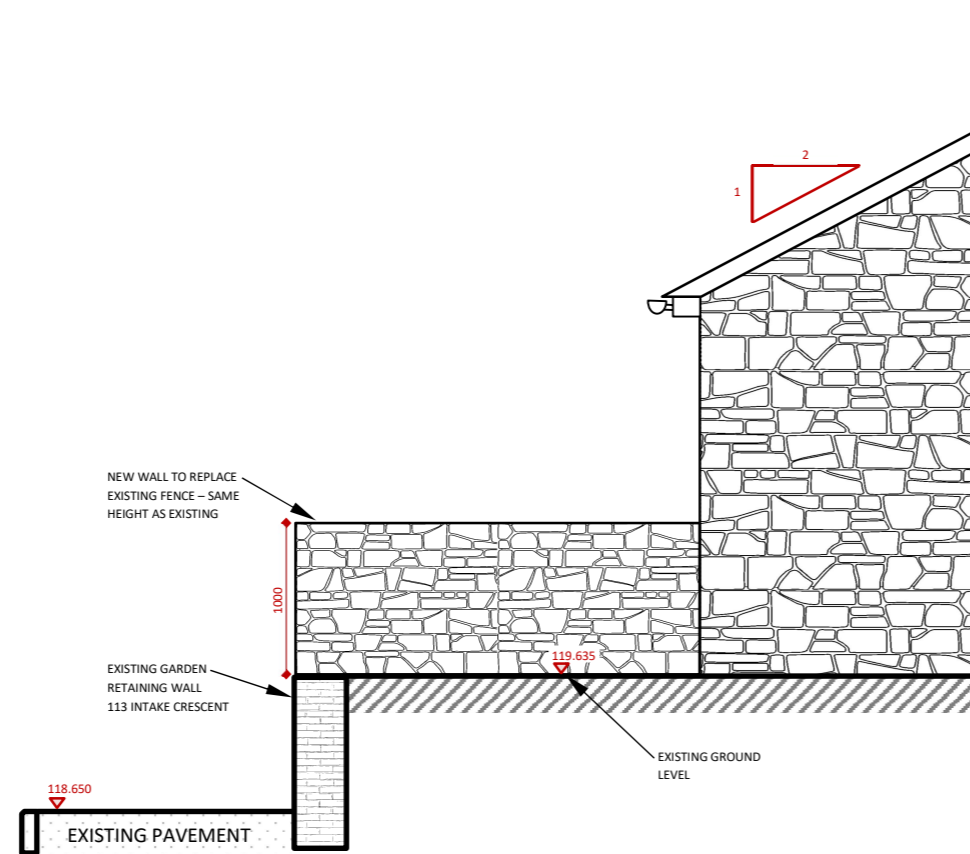 2
1
NEW WALL TO REPLACE
EXISTING FENCE – SAME
HEIGHT AS EXISTING
1000
119.635
EXISTING GARDEN
RETAINING WALL
113 INTAKE CRESCENT
EXISTING GROUND
LEVEL
118.650
EXISTING PAVEMENT